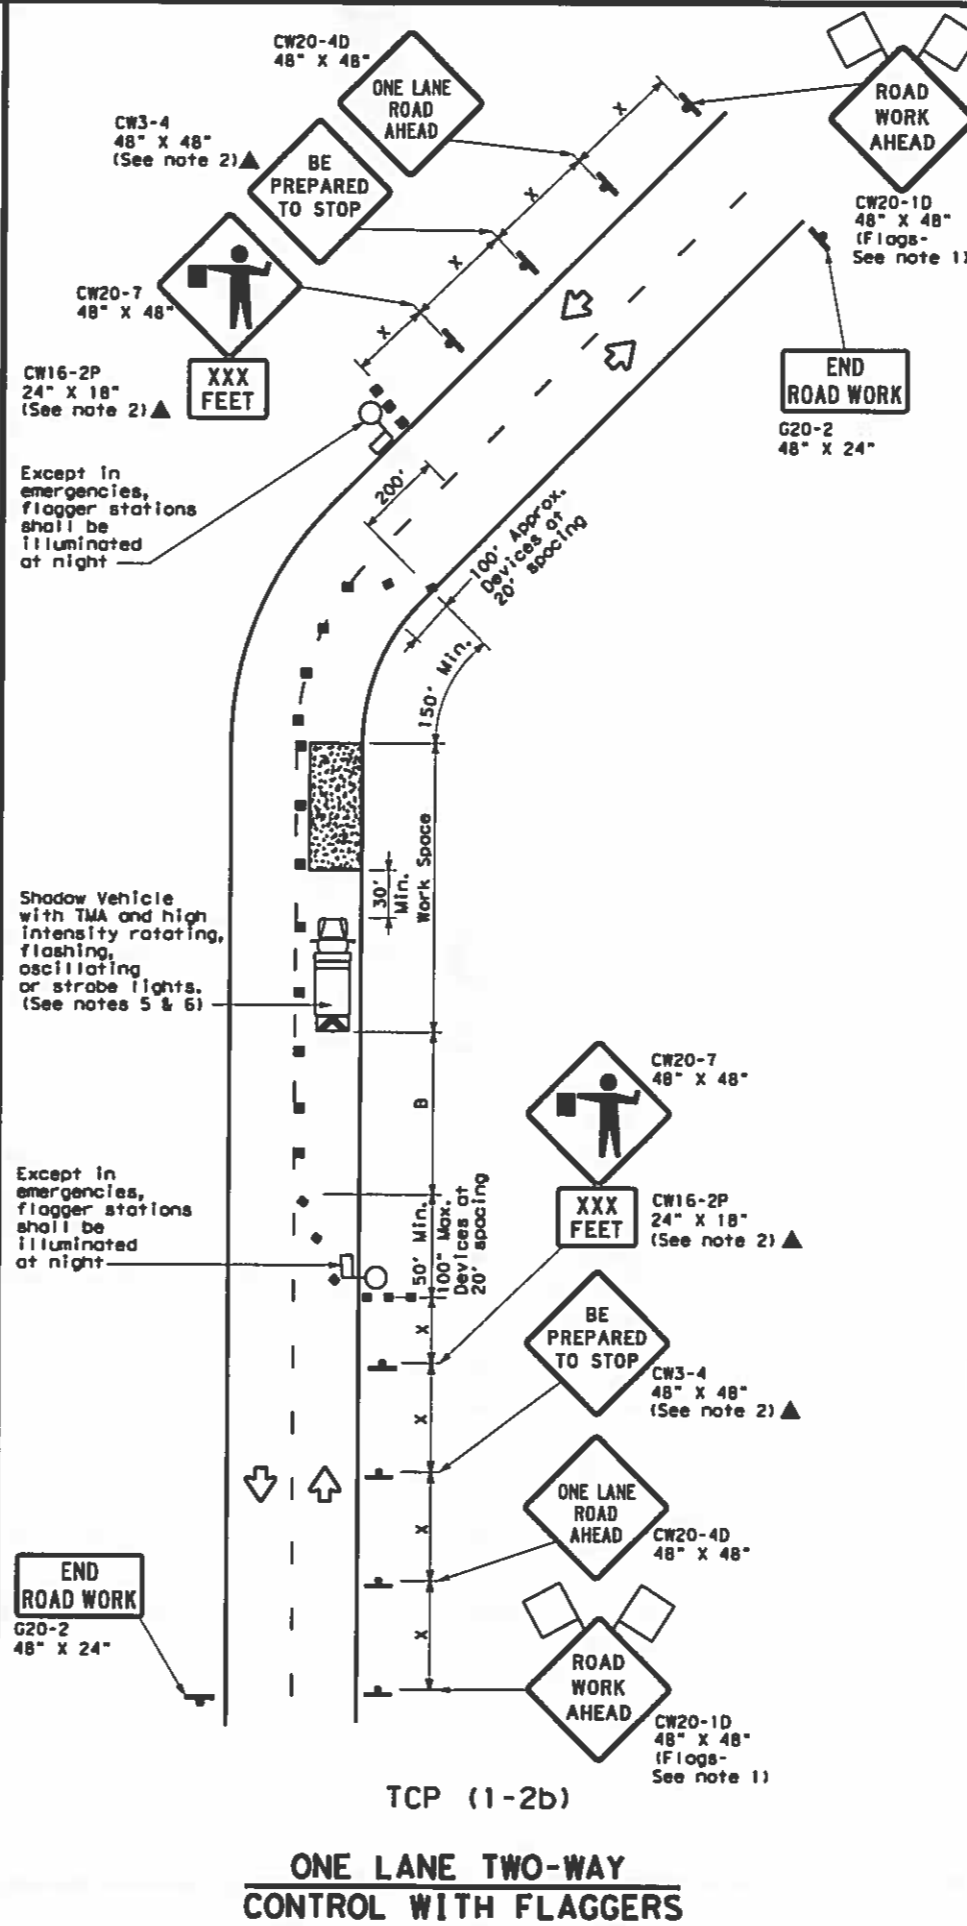 CW20-4D
48" X 48"
ONE LANE
ROAD
AHEAD
ROAD
WORK
AHEAD
CW20-1D
48" X 48"
(Flags-
See note 1)
CW3-4
48" X 48"
(See note 2)▲
BE
PREPARED
TO STOP
X
X
X
X
CW20-7
48" X 48"
CW16-2P
24" X 18"
(See note 2)▲
XXX
FEET
END
ROAD WORK
G20-2
48" X 24"
Except in
emergencies,
flagger stations
shall be
illuminated
at night
200'
100' Approx.
Devices at
20' spacing
150' Min.
Work Space
30'
Min.
Shadow Vehicle
with TMA and high
intensity rotating,
flashing,
oscillating
or strobe lights.
(See notes 5 & 6)
B
CW20-7
48" X 48"
XXX
FEET
CW16-2P
24" X 18"
(See note 2)▲
Except in
emergencies,
flagger stations
shall be
illuminated
at night
50' Min.
100" Max.
Devices at
20' spacing
X
BE
PREPARED
TO STOP
CW3-4
48" X 48"
(See note 2)▲
X
ONE LANE
ROAD
AHEAD
CW20-4D
48" X 48"
X
END
ROAD WORK
G20-2
48" X 24"
X
ROAD
WORK
AHEAD
CW20-1D
48" X 48"
(Flags-
See note 1)
TCP (1-2b)
ONE LANE TWO-WAY
CONTROL WITH FLAGGERS